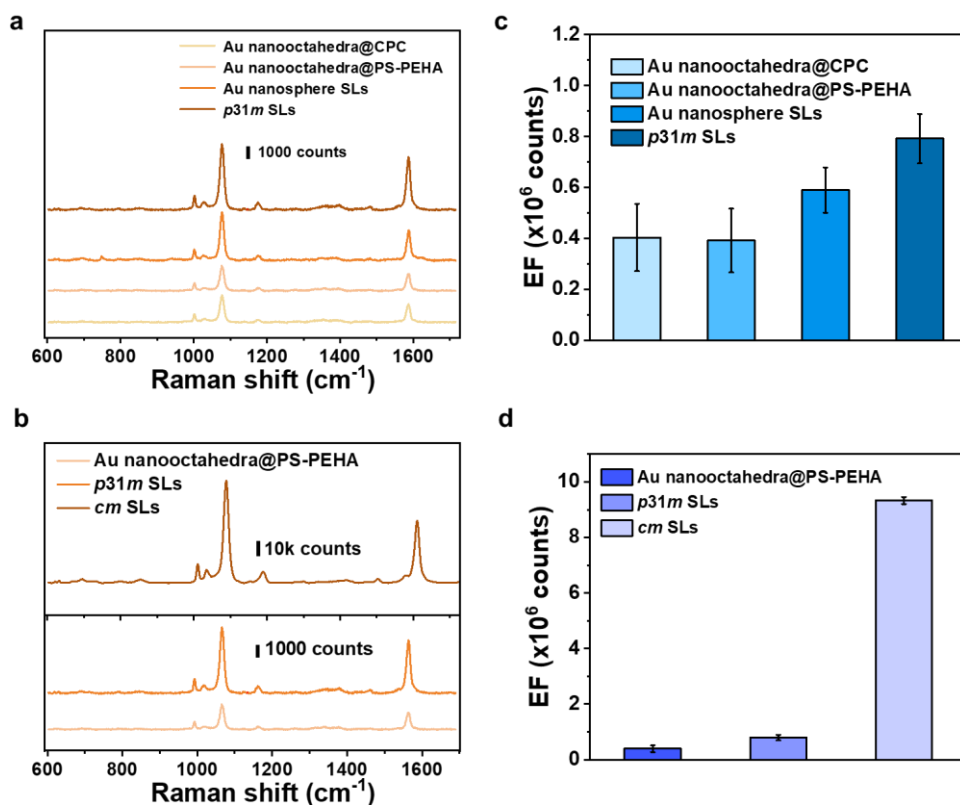 a
Au nanooctahedra@CPC
Au nanooctahedra@PS-PEHA
Au nanosphere SLs
p31m SLs
1000 counts
600 800 1000 1200 1400 1600
Raman shift (cm⁻¹)
b
Au nanooctahedra@PS-PEHA
p31m SLs
cm SLs
10k counts
1000 counts
600 800 1000 1200 1400 1600
Raman shift (cm⁻¹)
c
EF (x10⁶ counts)
1.2
1.0
0.8
0.6
0.4
0.2
0.0
Au nanooctahedra@CPC
Au nanooctahedra@PS-PEHA
Au nanosphere SLs
p31m SLs
d
EF (x10⁶ counts)
10
8
6
4
2
0
Au nanooctahedra@PS-PEHA
p31m SLs
cm SLs